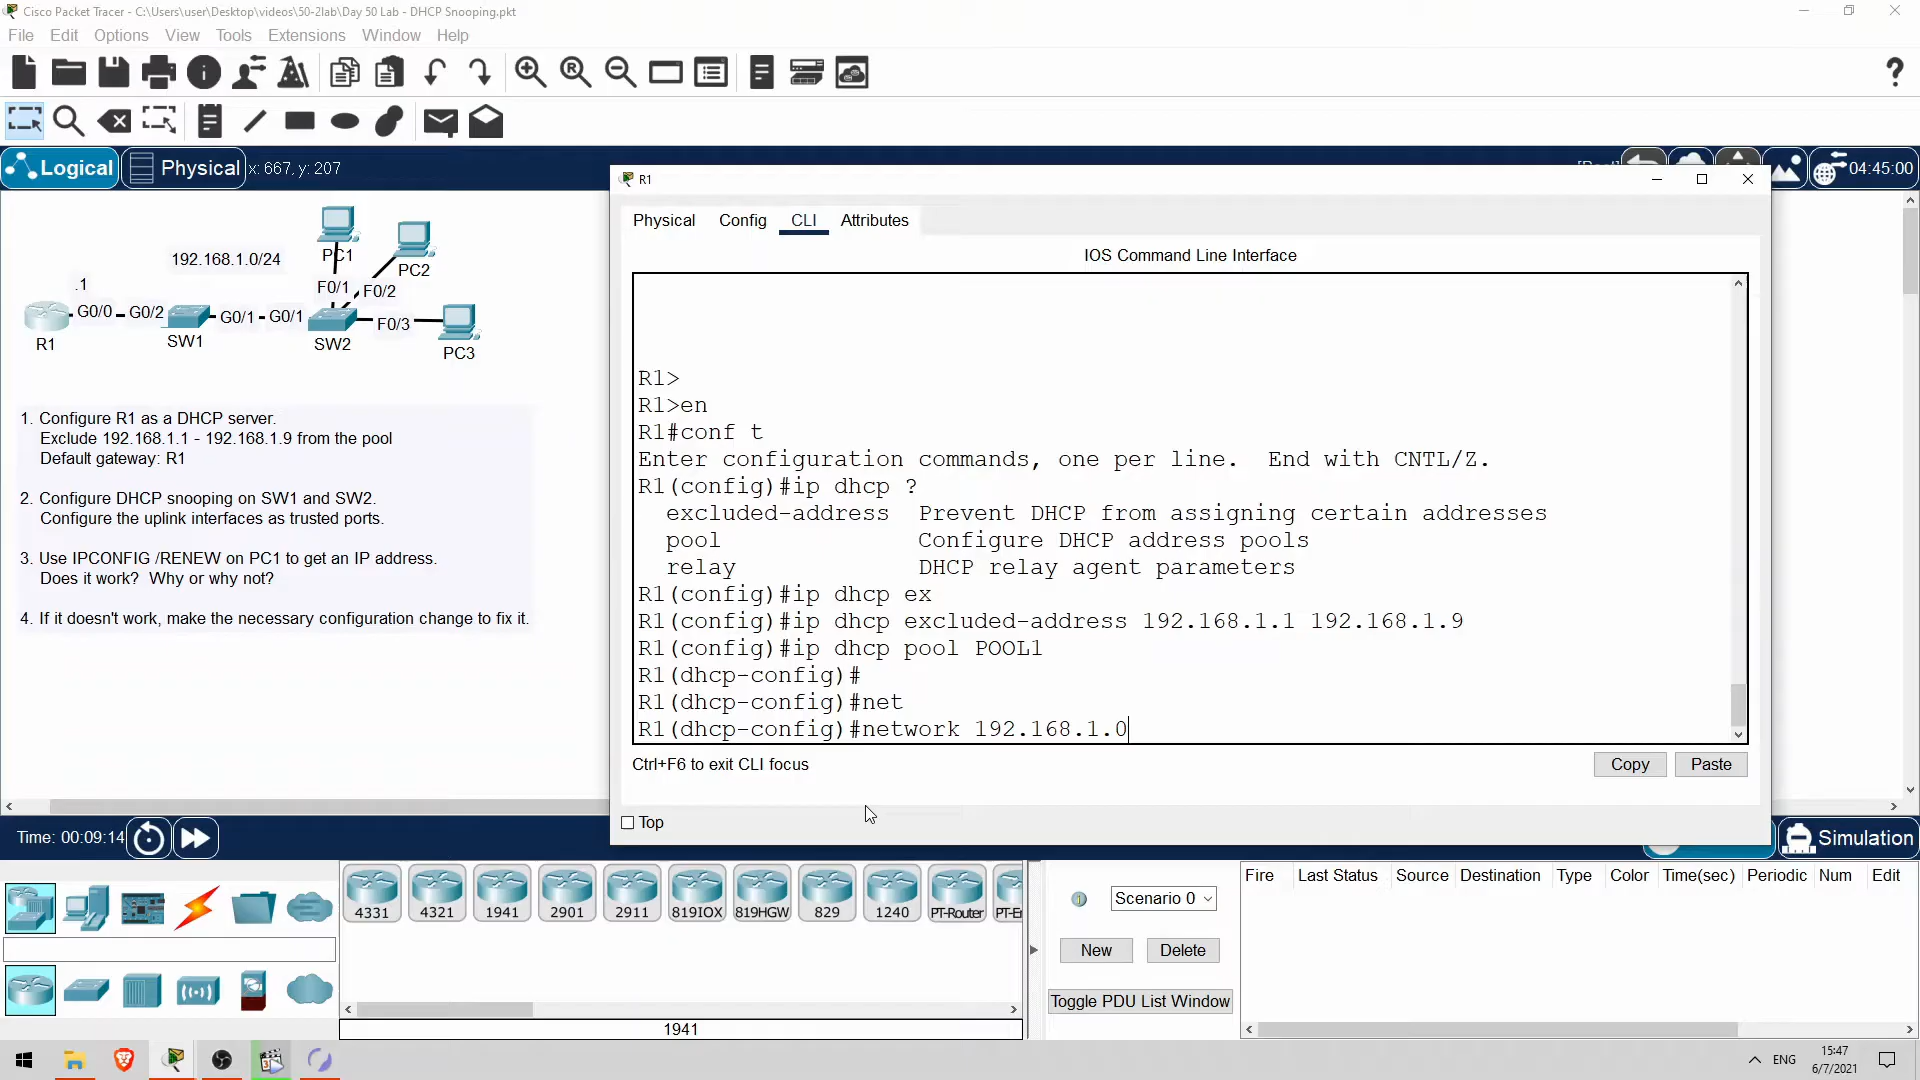 Cisco Packet Tracer - C:\Users\user\Desktop\videos\50-2lab\Day 50 Lab - DHCP Snooping.pkt
File Edit Options View Tools Extensions Window Help
Logical Physical x: 667, y: 207
04:45:00
R1
Physical Config CLI Attributes
IOS Command Line Interface
R1>
R1>en
R1#conf t
Enter configuration commands, one per line.  End with CNTL/Z.
R1(config)#ip dhcp ?
excluded-address  Prevent DHCP from assigning certain addresses
pool  Configure DHCP address pools
relay  DHCP relay agent parameters
R1(config)#ip dhcp ex
R1(config)#ip dhcp excluded-address 192.168.1.1 192.168.1.9
R1(config)#ip dhcp pool POOL1
R1(dhcp-config)#
R1(dhcp-config)#net
R1(dhcp-config)#network 192.168.1.0
Ctrl+F6 to exit CLI focus
Copy Paste
Top
192.168.1.0/24
PC1
PC2
.1
F0/1
F0/2
G0/0
G0/2
G0/1
G0/1
F0/3
R1
SW1
SW2
PC3
1. Configure R1 as a DHCP server.
Exclude 192.168.1.1 - 192.168.1.9 from the pool
Default gateway: R1
2. Configure DHCP snooping on SW1 and SW2.
Configure the uplink interfaces as trusted ports.
3. Use IPCONFIG /RENEW on PC1 to get an IP address.
Does it work?  Why or why not?
4. If it doesn't work, make the necessary configuration change to fix it.
Time: 00:09:14
Simulation
4331 4321 1941 2901 2911 819IOX 819HGW 829 1240 PT-Router
1941
Scenario 0
New Delete
Toggle PDU List Window
Fire Last Status Source Destination Type Color Time(sec) Periodic Num Edit
ENG
15:47
6/7/2021